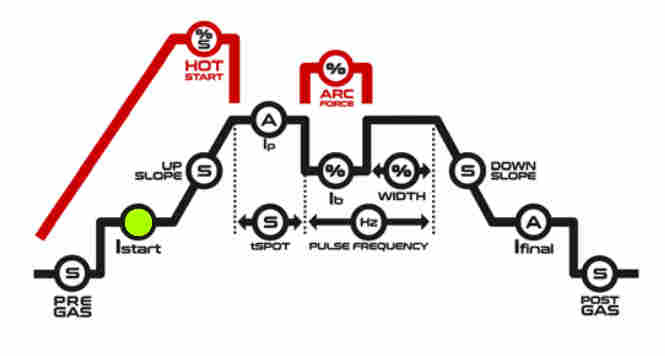 %
S
HOT
START
%
ARC
FORCE
A
Ip
UP
SLOPE
S
%
Ib
%
WIDTH
S
DOWN
SLOPE
Istart
S
tSPOT
Hz
PULSE FREQUENCY
A
Ifinal
S
PRE
GAS
S
POST
GAS